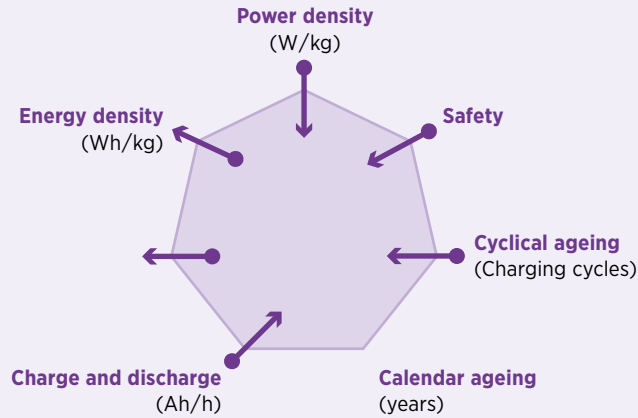 Power density
(W/kg)
Energy density
(Wh/kg)
Safety
Cyclical ageing
(Charging cycles)
Charge and discharge
(Ah/h)
Calendar ageing
(years)